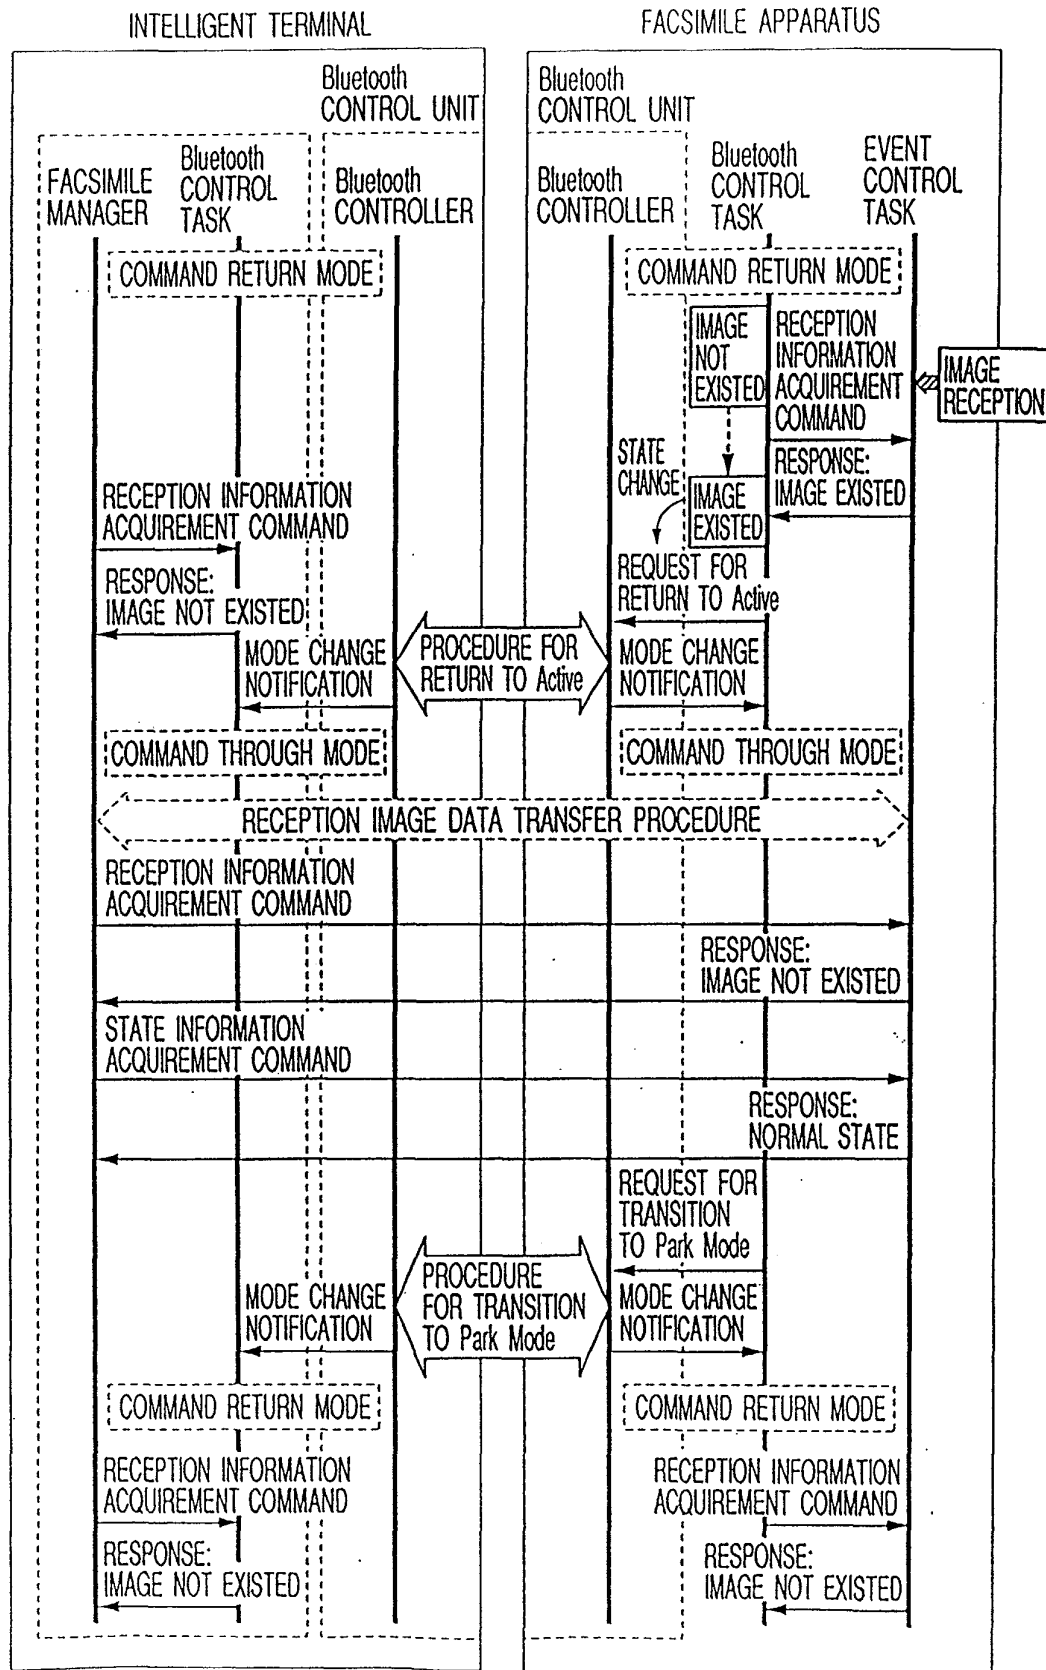 INTELLIGENT TERMINAL
FACSIMILE APPARATUS
Bluetooth
CONTROL UNIT
Bluetooth
CONTROL UNIT
FACSIMILE
MANAGER
Bluetooth
CONTROL
TASK
Bluetooth
CONTROLLER
Bluetooth
CONTROLLER
Bluetooth
CONTROL
TASK
EVENT
CONTROL
TASK
COMMAND RETURN MODE
COMMAND RETURN MODE
IMAGE
NOT
EXISTED
RECEPTION
INFORMATION
ACQUIREMENT
COMMAND
IMAGE
RECEPTION
STATE
CHANGE
IMAGE
EXISTED
RESPONSE:
IMAGE EXISTED
RECEPTION INFORMATION
ACQUIREMENT COMMAND
RESPONSE:
IMAGE NOT EXISTED
REQUEST FOR
RETURN TO Active
MODE CHANGE
NOTIFICATION
PROCEDURE FOR
RETURN TO Active
MODE CHANGE
NOTIFICATION
COMMAND THROUGH MODE
COMMAND THROUGH MODE
RECEPTION IMAGE DATA TRANSFER PROCEDURE
RECEPTION INFORMATION
ACQUIREMENT COMMAND
RESPONSE:
IMAGE NOT EXISTED
STATE INFORMATION
ACQUIREMENT COMMAND
RESPONSE:
NORMAL STATE
REQUEST FOR
TRANSITION
TO Park Mode
MODE CHANGE
NOTIFICATION
PROCEDURE
FOR TRANSITION
TO Park Mode
MODE CHANGE
NOTIFICATION
COMMAND RETURN MODE
COMMAND RETURN MODE
RECEPTION INFORMATION
ACQUIREMENT COMMAND
RECEPTION INFORMATION
ACQUIREMENT COMMAND
RESPONSE:
IMAGE NOT EXISTED
RESPONSE:
IMAGE NOT EXISTED